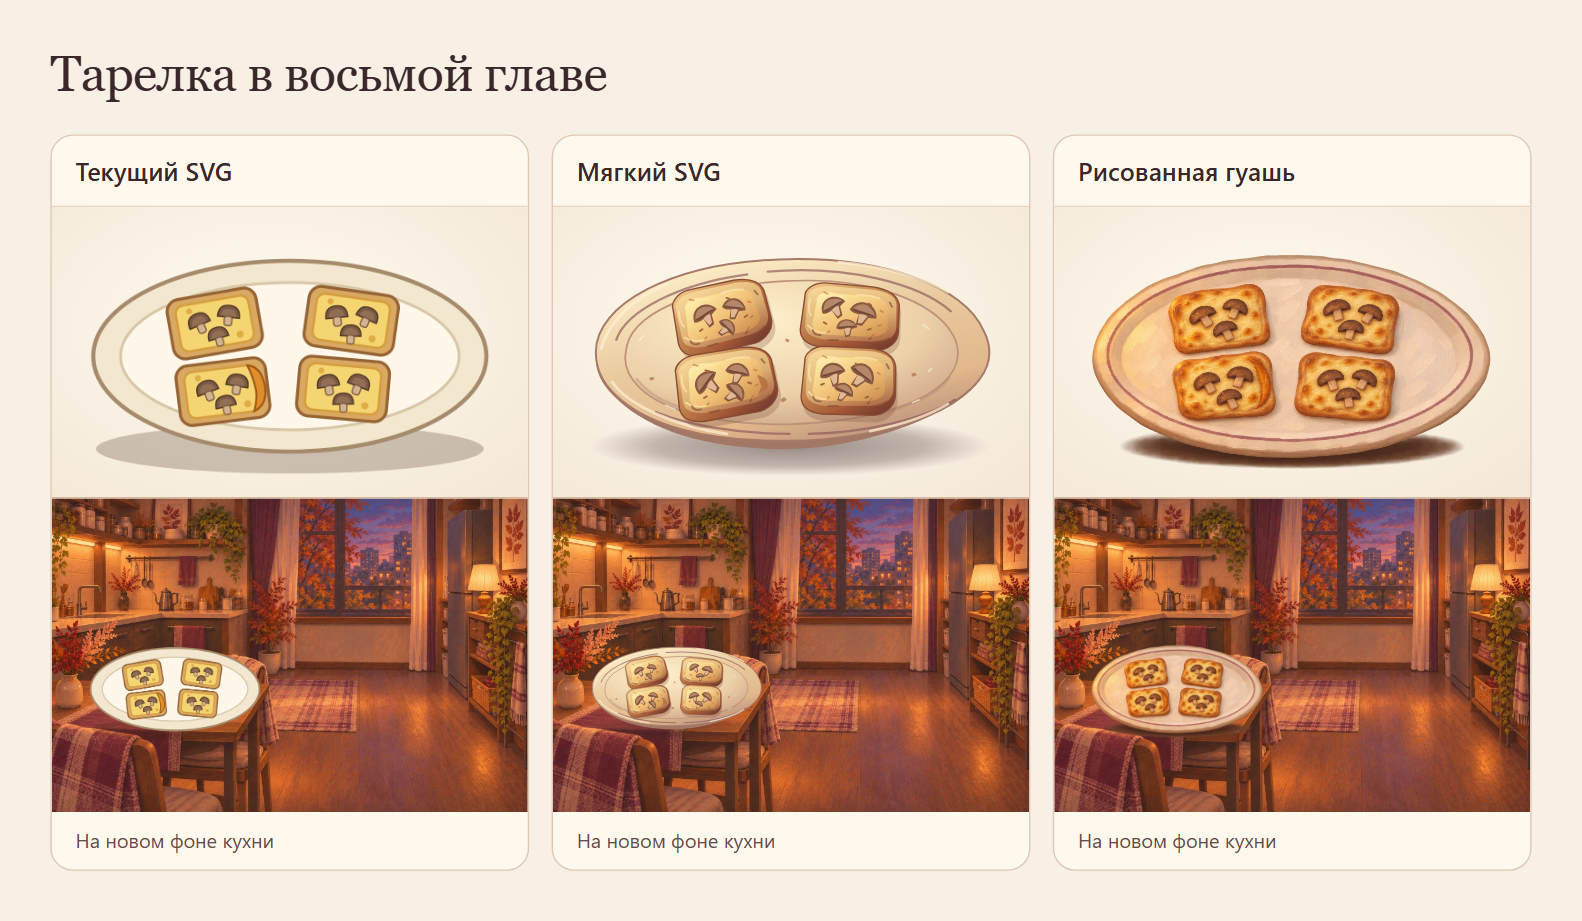 Тарелка в восьмой главе
Текущий SVG
Мягкий SVG
Рисованная гуашь
На новом фоне кухни
На новом фоне кухни
На новом фоне кухни